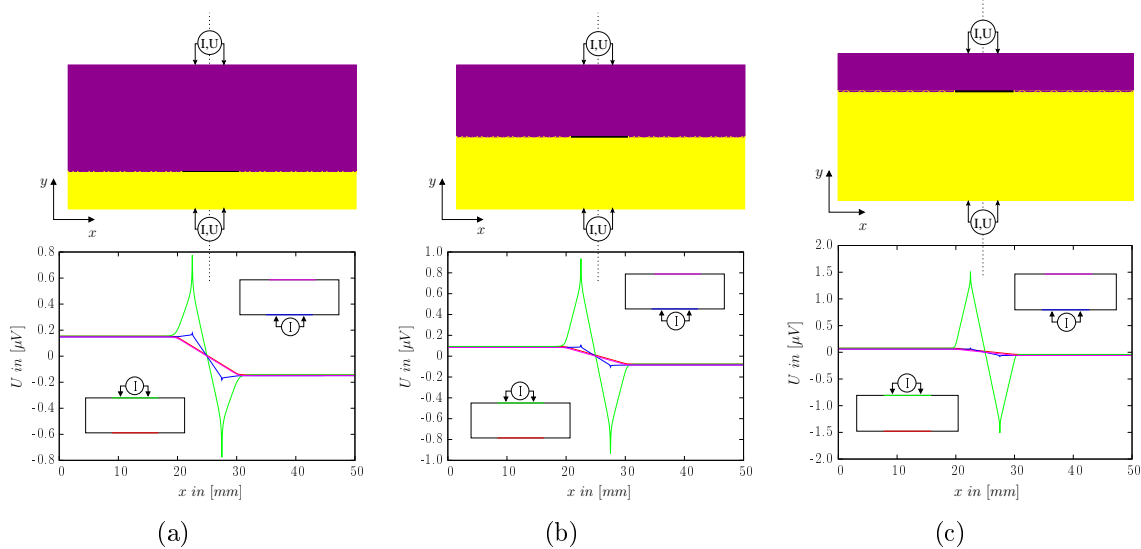 I,U
I,U
I,U
y
x
I,U
y
x
I,U
y
x
I,U
U in [μV]
0.8
0.6
0.4
0.2
0
-0.2
-0.4
-0.6
-0.8
I
I
0 10 20 30 40 50
x in [mm]
U in [μV]
1.0
0.8
0.6
0.4
0.2
0
-0.2
-0.4
-0.6
-0.8
-1.0
I
I
0 10 20 30 40 50
x in [mm]
U in [μV]
2.0
1.5
1.0
0.5
0
-0.5
-1.0
-1.5
-2.0
I
I
0 10 20 30 40 50
x in [mm]
(a) (b) (c)